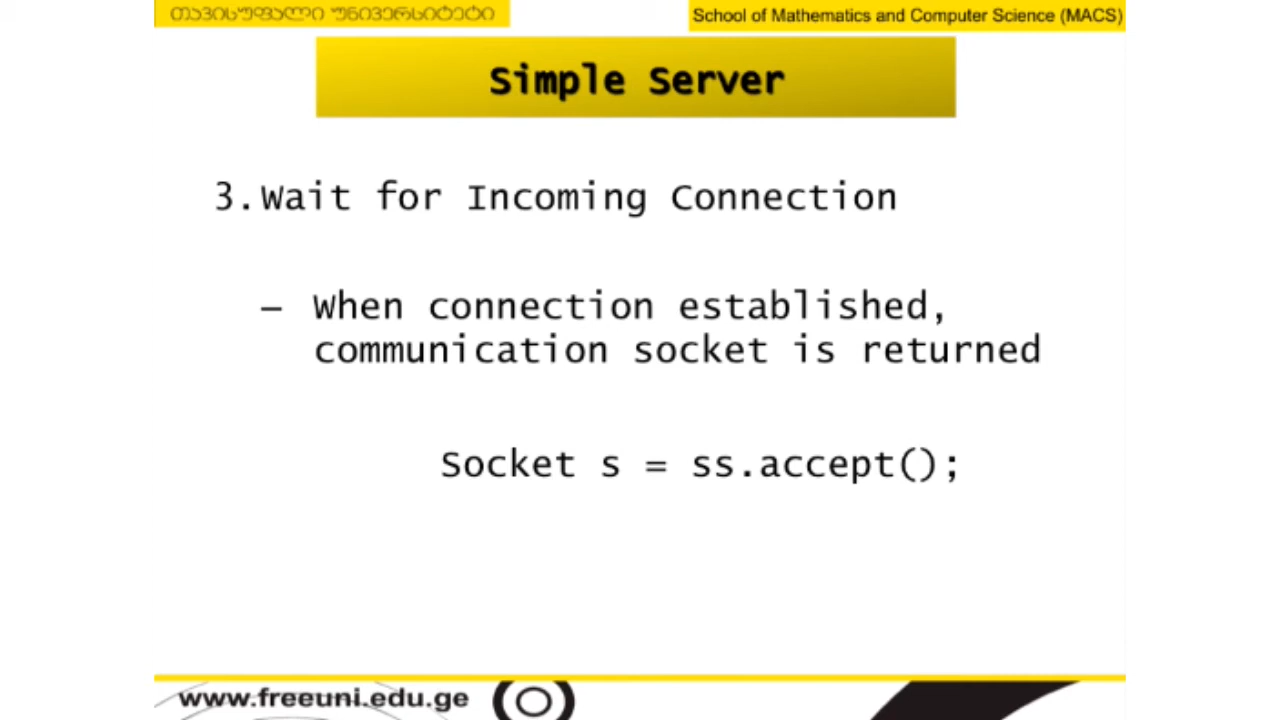 თავისუფალი უნივერსიტეტი
School of Mathematics and Computer Science (MACS)
Simple Server
3. Wait for Incoming Connection
– When connection established,
communication socket is returned
Socket s = ss.accept();
www.freeuni.edu.ge